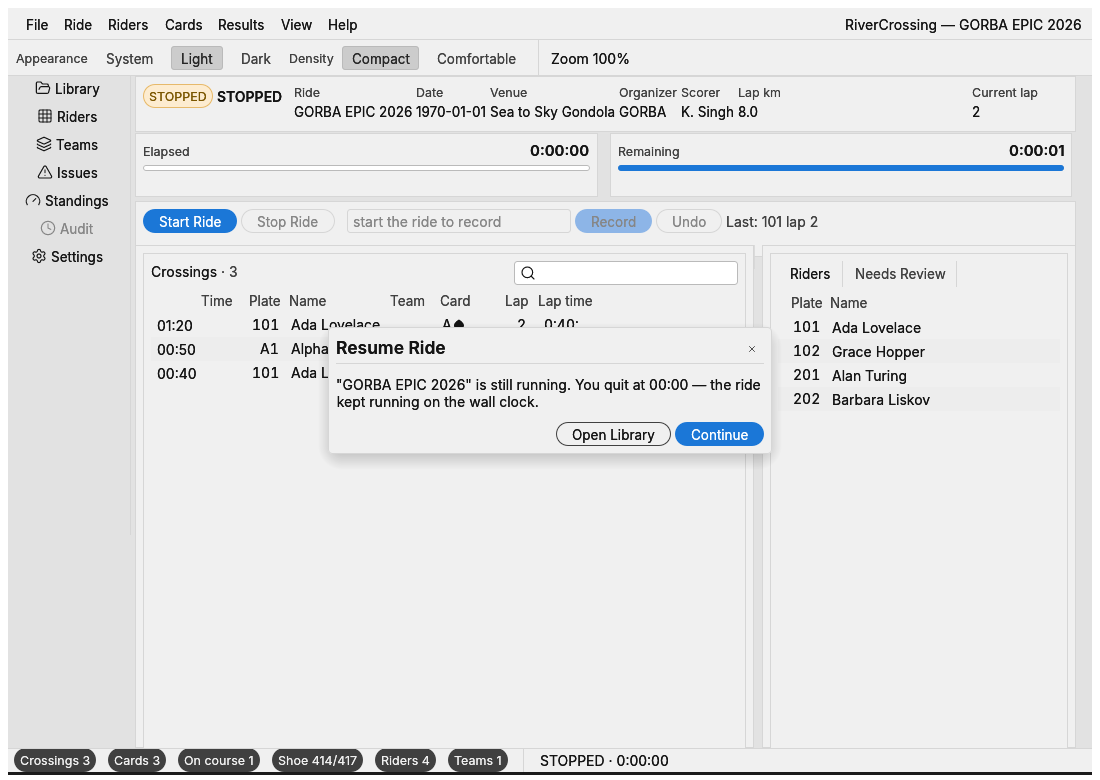 File Ride Riders Cards Results View Help RiverCrossing — GORBA EPIC 2026
Appearance System Light Dark Density Compact Comfortable Zoom 100%
Library
Riders
Teams
Issues
Standings
Audit
Settings
STOPPED STOPPED
Ride Date Venue Organizer Scorer Lap km Current lap
GORBA EPIC 2026 1970-01-01 Sea to Sky Gondola GORBA K. Singh 8.0 2
Elapsed 0:00:00
Remaining 0:00:01
Start Ride Stop Ride start the ride to record Record Undo Last: 101 lap 2
Crossings · 3
Time Plate Name Team Card Lap Lap time
01:20 101 Ada Lovelace A 2 0:40:
00:50 A1 Alpha
00:40 101 Ada L
Riders Needs Review
Plate Name
101 Ada Lovelace
102 Grace Hopper
201 Alan Turing
202 Barbara Liskov
Resume Ride ×
"GORBA EPIC 2026" is still running. You quit at 00:00 — the ride
kept running on the wall clock.
Open Library Continue
Crossings 3 Cards 3 On course 1 Shoe 414/417 Riders 4 Teams 1 STOPPED · 0:00:00